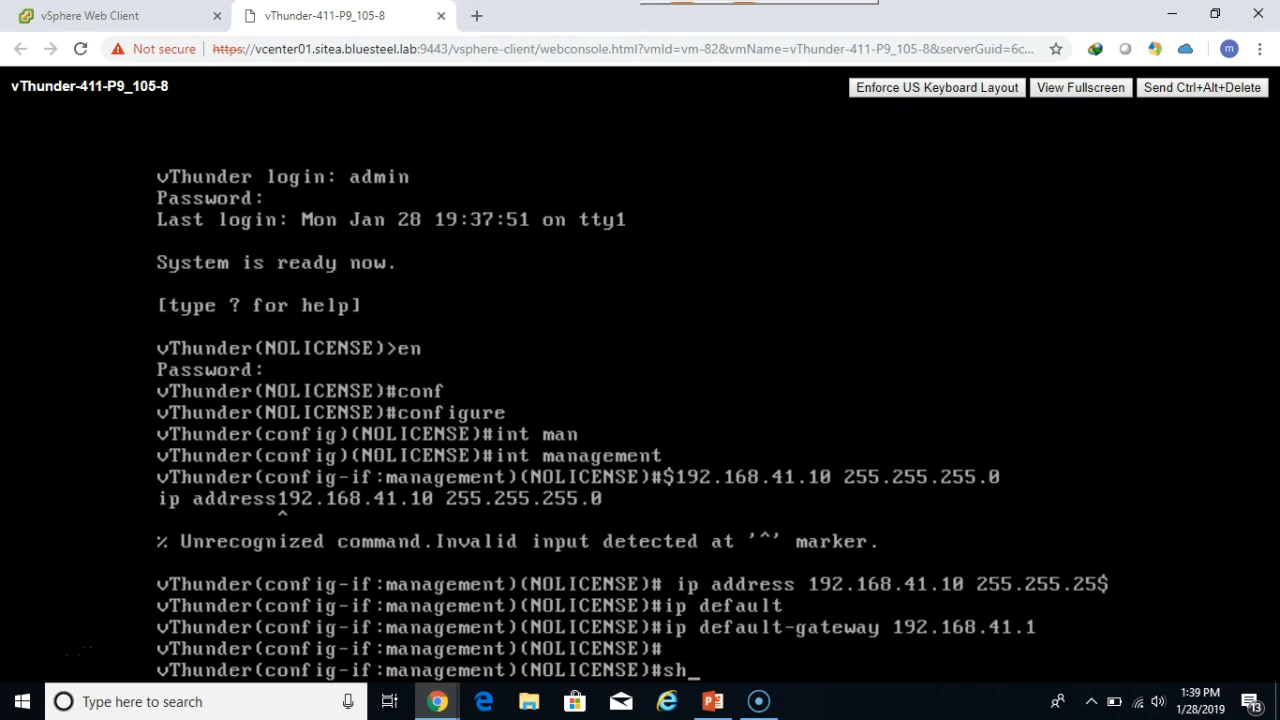 vSphere Web Client
vThunder-411-P9_105-8
Not secure
https://vcenter01.sitea.bluesteel.lab:9443/vsphere-client/webconsole.html?vmId=vm-82&vmName=vThunder-411-P9_105-8&serverGuid=6c...
m
vThunder-411-P9_105-8
Enforce US Keyboard Layout
View Fullscreen
Send Ctrl+Alt+Delete
vThunder login: admin
Password:
Last login: Mon Jan 28 19:37:51 on tty1
System is ready now.
[type ? for help]
vThunder(NOLICENSE)>en
Password:
vThunder(NOLICENSE)#conf
vThunder(NOLICENSE)#configure
vThunder(config)(NOLICENSE)#int man
vThunder(config)(NOLICENSE)#int management
vThunder(config-if:management)(NOLICENSE)#$192.168.41.10 255.255.255.0
ip address192.168.41.10 255.255.255.0
^
% Unrecognized command.Invalid input detected at '^' marker.
vThunder(config-if:management)(NOLICENSE)# ip address 192.168.41.10 255.255.25$
vThunder(config-if:management)(NOLICENSE)#ip default
vThunder(config-if:management)(NOLICENSE)#ip default-gateway 192.168.41.1
vThunder(config-if:management)(NOLICENSE)#
vThunder(config-if:management)(NOLICENSE)#sh_
Type here to search
1:39 PM
1/28/2019
13